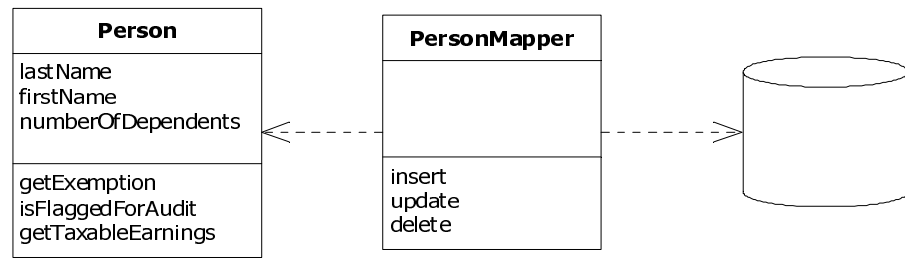 Person
lastName
firstName
numberOfDependents
getExemption
isFlaggedForAudit
getTaxableEarnings
PersonMapper
insert
update
delete